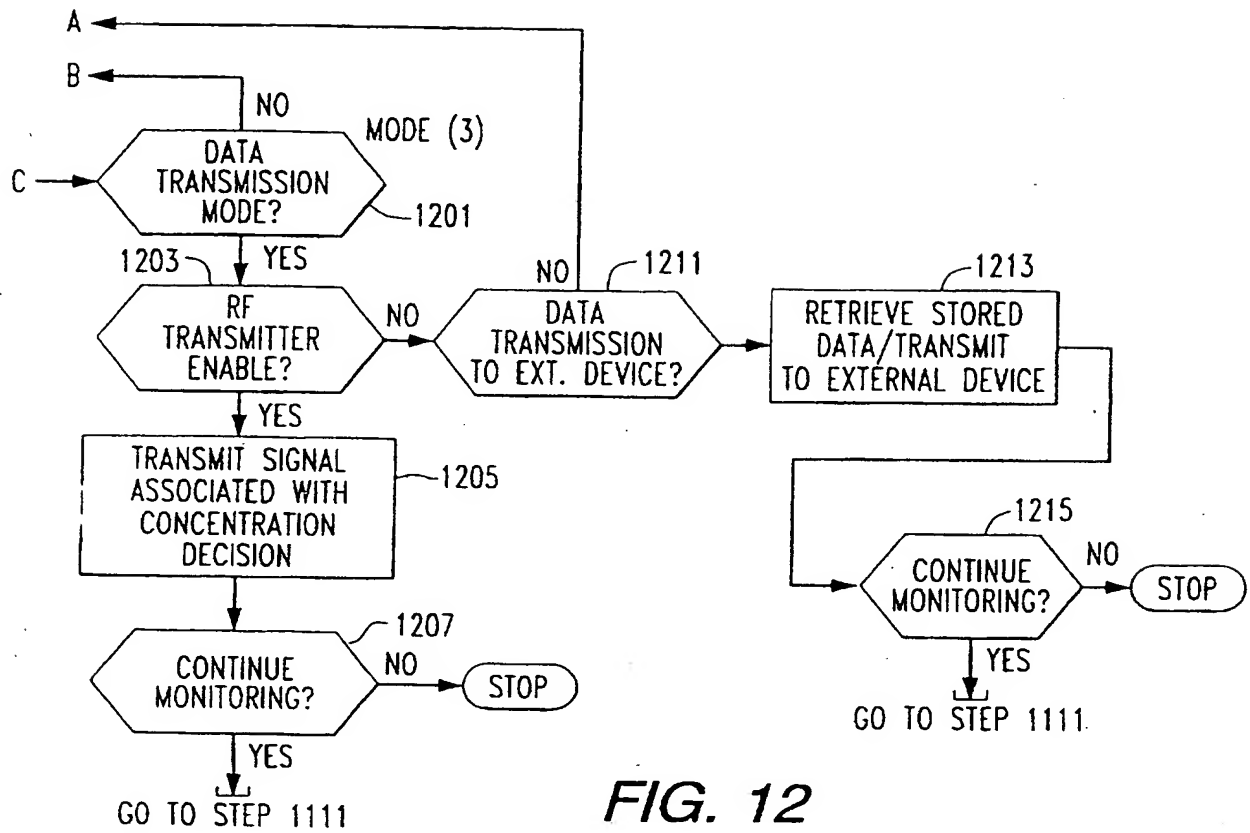 A
B
NO
MODE (3)
C
DATA
TRANSMISSION
MODE?
1201
YES
1203
RF
TRANSMITTER
ENABLE?
NO
NO
1211
DATA
TRANSMISSION
TO EXT. DEVICE?
1213
RETRIEVE STORED
DATA/TRANSMIT
TO EXTERNAL DEVICE
YES
TRANSMIT SIGNAL
ASSOCIATED WITH
CONCENTRATION
DECISION
1205
1215
CONTINUE
MONITORING?
NO
STOP
YES
GO TO STEP 1111
1207
CONTINUE
MONITORING?
NO
STOP
YES
GO TO STEP 1111
FIG. 12